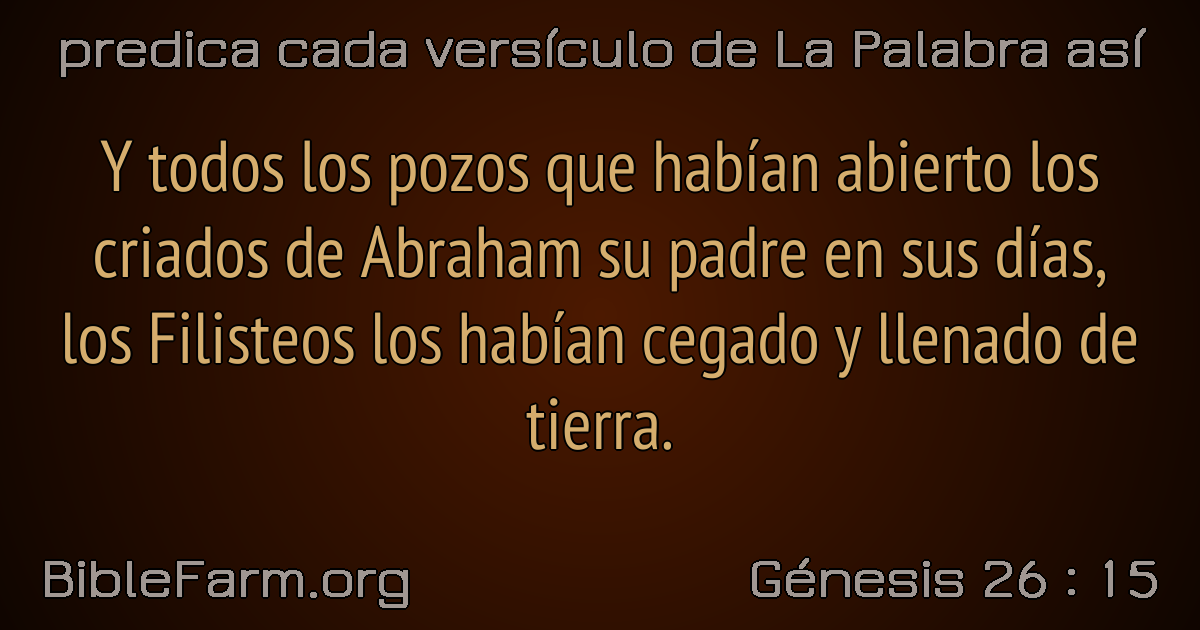 predica cada versículo de La Palabra así
Y todos los pozos que habían abierto los
criados de Abraham su padre en sus días,
los Filisteos los habían cegado y llenado de
tierra.
BibleFarm.org
Génesis 26 : 15